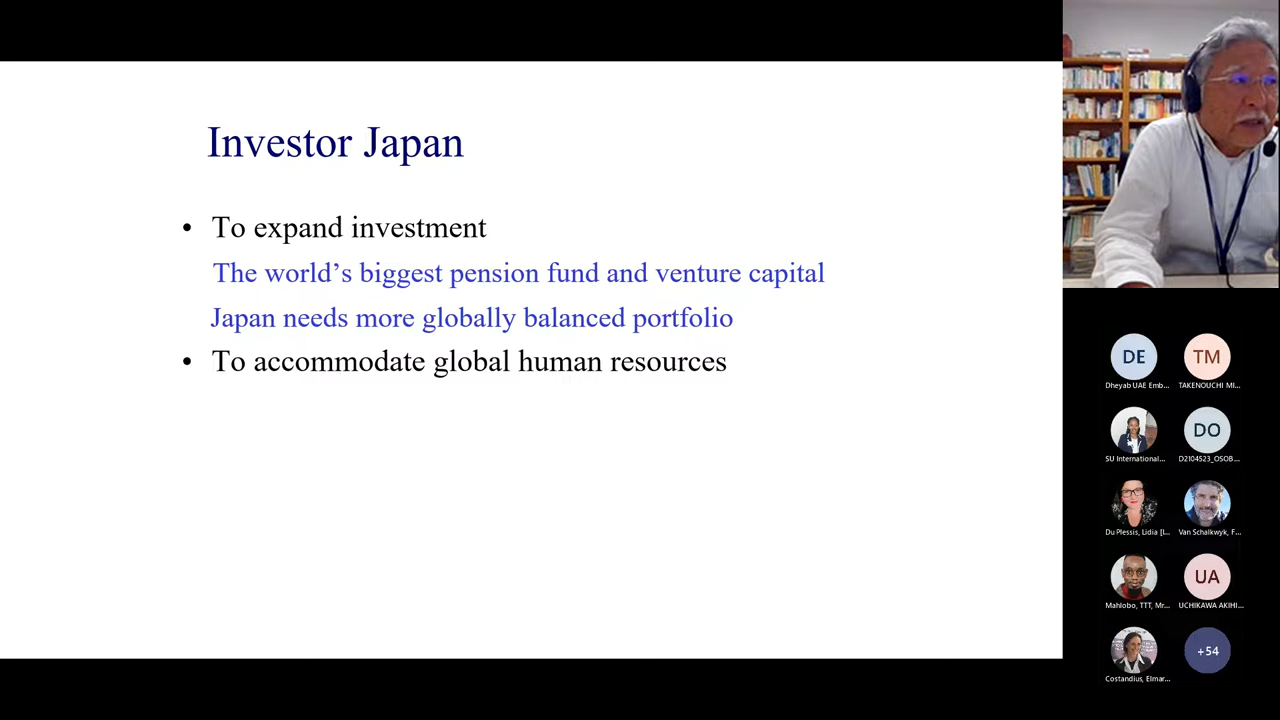 Investor Japan
• To expand investment
The world's biggest pension fund and venture capital
Japan needs more globally balanced portfolio
• To accommodate global human resources
DE
TM
Dheyab UAE Emb...
TAKENOUCHI MI...
DO
SU International...
D2104523_OSOB...
Du Plessis, Lidia [l...
Van Schalkwyk, F...
UA
Mahlobo, TTT, Mr...
UCHIKAWA AKIHI...
+54
Costandius, Elmar...